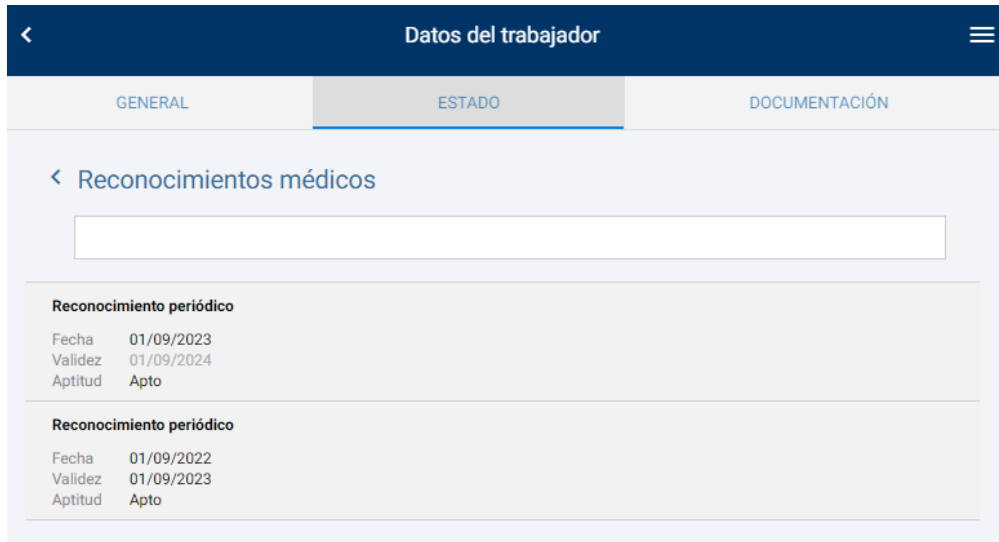 Datos del trabajador
GENERAL ESTADO DOCUMENTACIÓN
Reconocimientos médicos
Reconocimiento periódico
Fecha 01/09/2023
Validez 01/09/2024
Aptitud Apto
Reconocimiento periódico
Fecha 01/09/2022
Validez 01/09/2023
Aptitud Apto